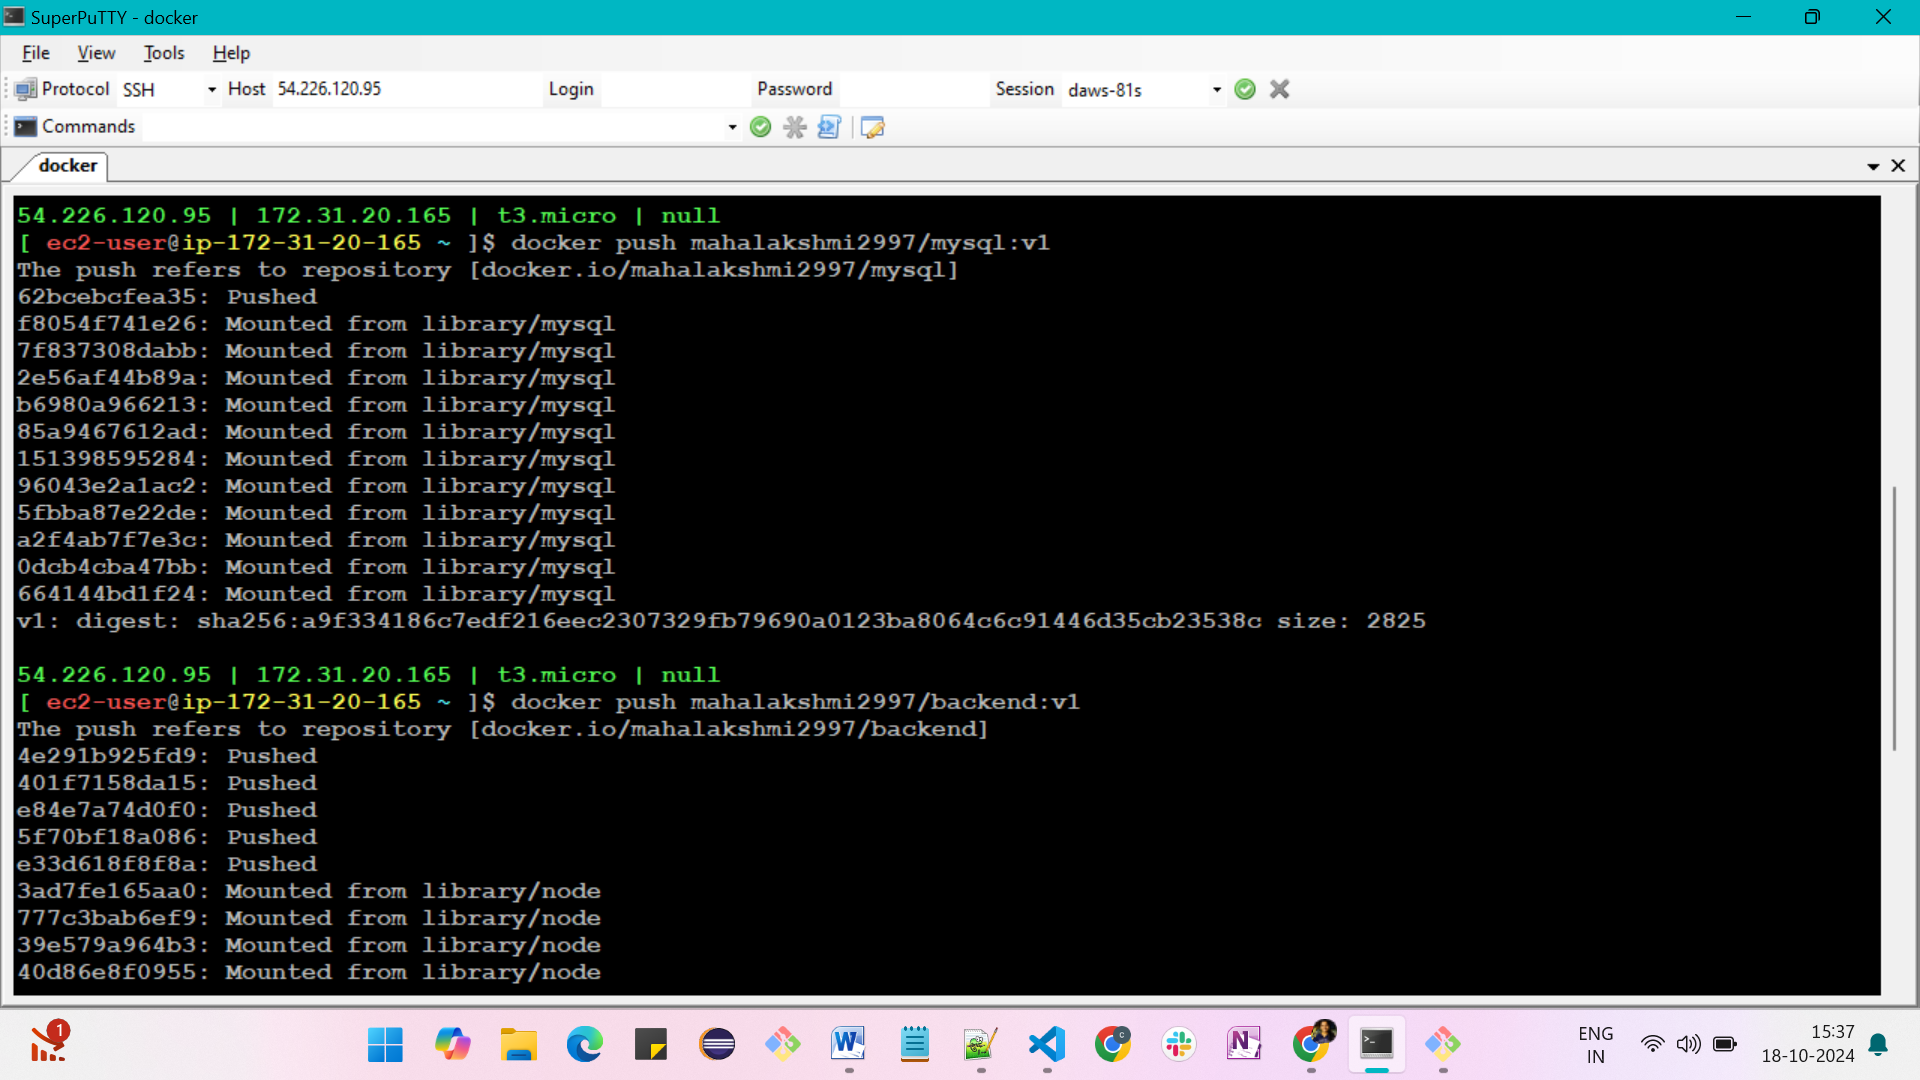 SuperPuTTY - docker
File View Tools Help
Protocol SSH Host 54.226.120.95 Login Password Session daws-81s
Commands
docker
54.226.120.95 | 172.31.20.165 | t3.micro | null
[ ec2-user@ip-172-31-20-165 ~ ]$ docker push mahalakshmi2997/mysql:v1
The push refers to repository [docker.io/mahalakshmi2997/mysql]
62bcebcfea35: Pushed
f8054f741e26: Mounted from library/mysql
7f837308dabb: Mounted from library/mysql
2e56af44b89a: Mounted from library/mysql
b6980a966213: Mounted from library/mysql
85a9467612ad: Mounted from library/mysql
151398595284: Mounted from library/mysql
96043e2a1ac2: Mounted from library/mysql
5fbba87e22de: Mounted from library/mysql
a2f4ab7f7e3c: Mounted from library/mysql
0dcb4cba47bb: Mounted from library/mysql
664144bd1f24: Mounted from library/mysql
v1: digest: sha256:a9f334186c7edf216eec2307329fb79690a0123ba8064c6c91446d35cb23538c size: 2825
54.226.120.95 | 172.31.20.165 | t3.micro | null
[ ec2-user@ip-172-31-20-165 ~ ]$ docker push mahalakshmi2997/backend:v1
The push refers to repository [docker.io/mahalakshmi2997/backend]
4e291b925fd9: Pushed
401f7158da15: Pushed
e84e7a74d0f0: Pushed
5f70bf18a086: Pushed
e33d618f8f8a: Pushed
3ad7fe165aa0: Mounted from library/node
777c3bab6ef9: Mounted from library/node
39e579a964b3: Mounted from library/node
40d86e8f0955: Mounted from library/node
1
ENG
IN
15:37
18-10-2024